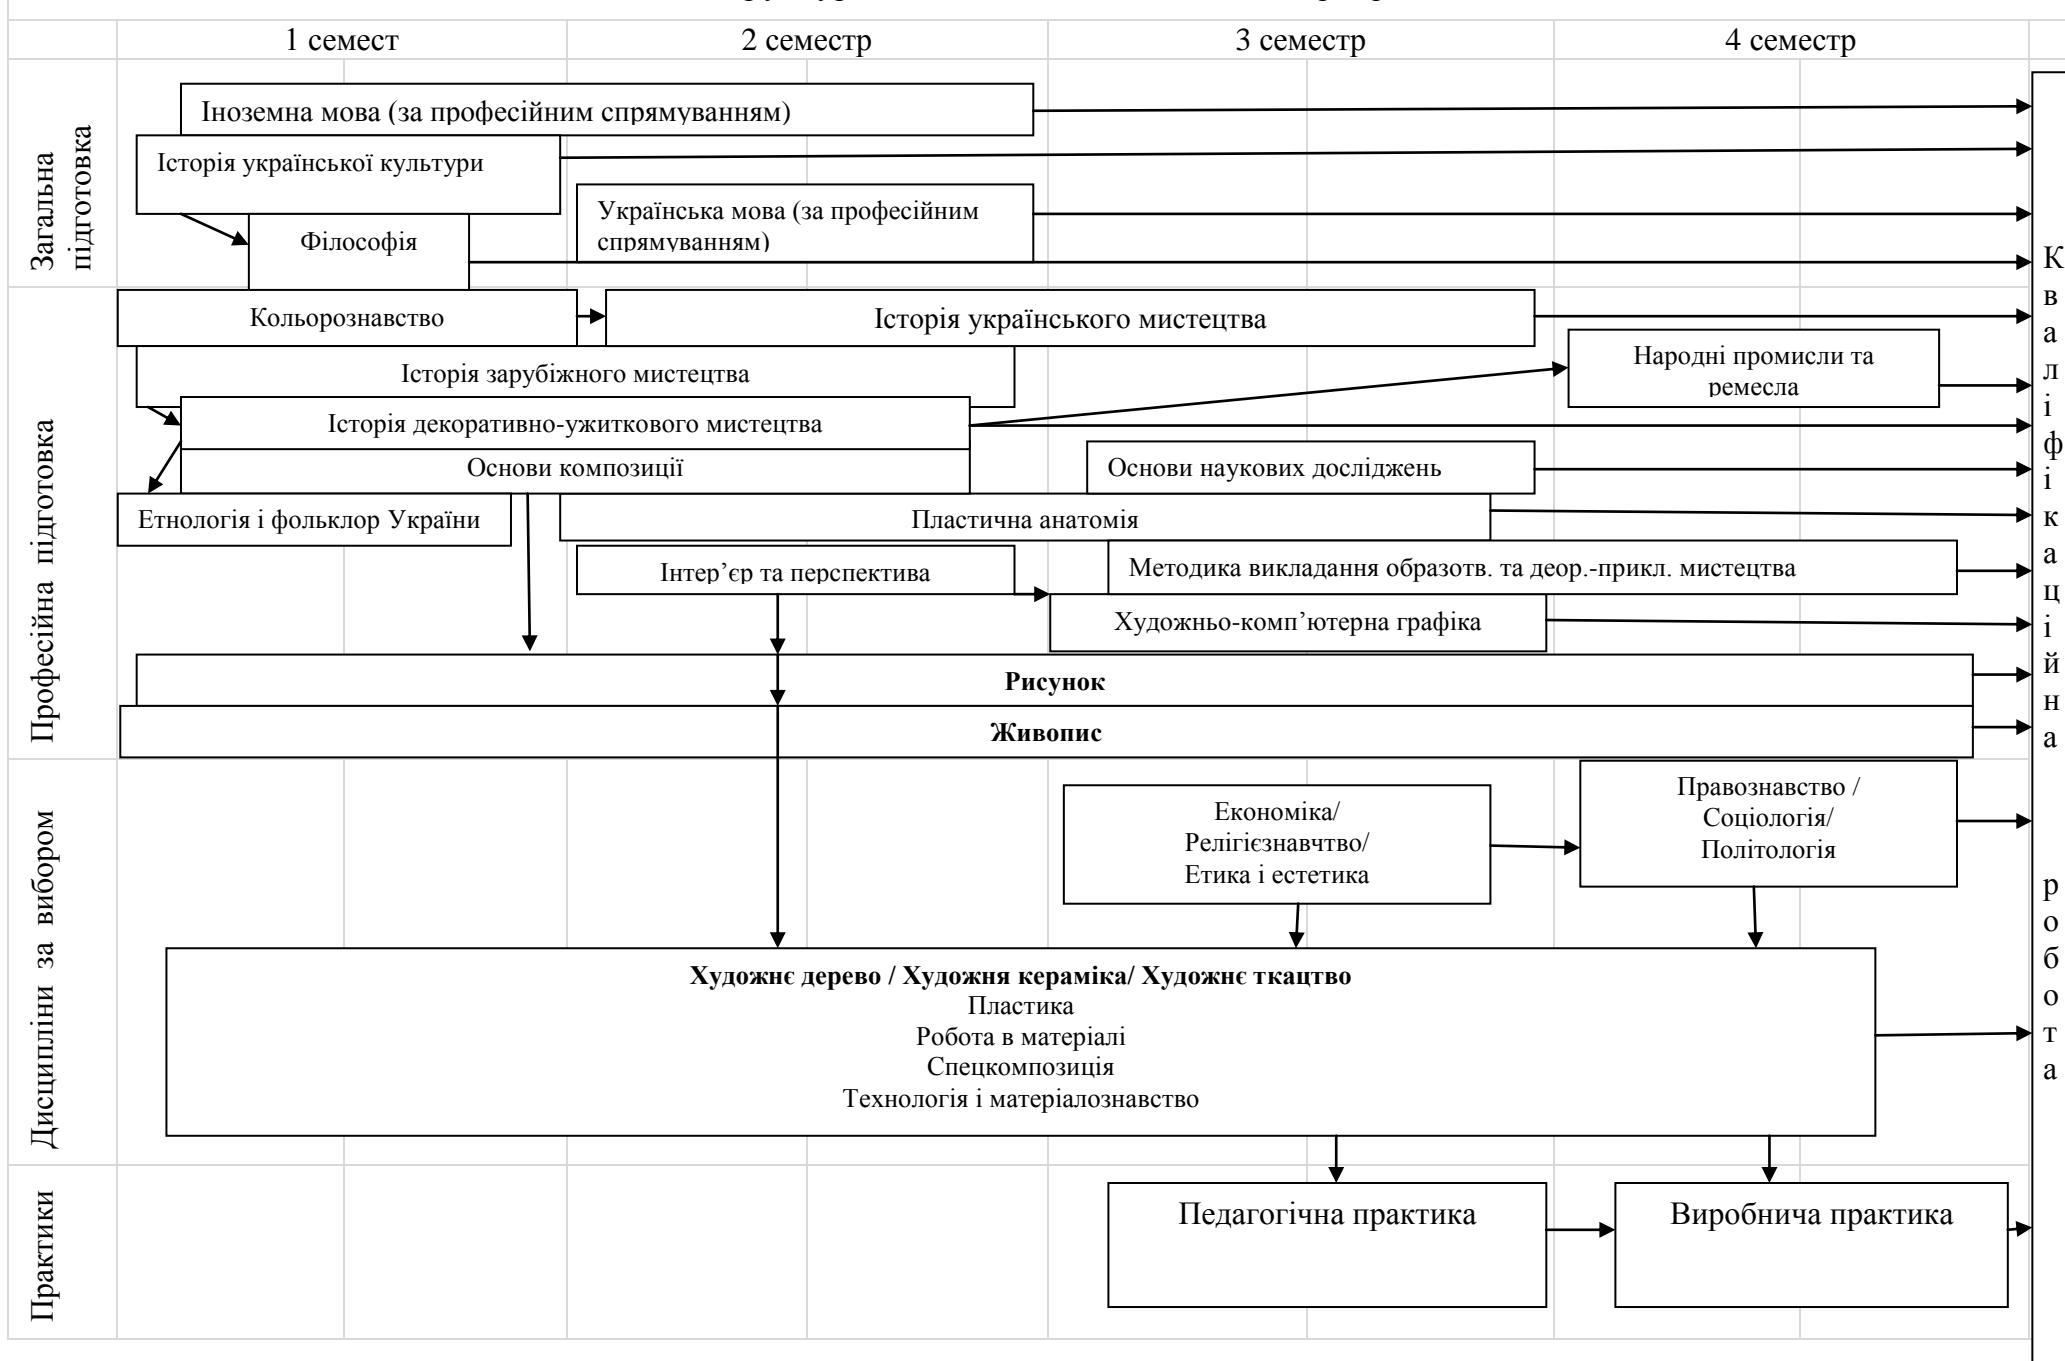 1 семест
2 семестр
3 семестр
4 семестр
Загальна
підготовка
Іноземна мова (за професійним спрямуванням)
Історія української культури
Українська мова (за професійним
спрямуванням)
Філософія
Професійна підготовка
Кольорознавство
Історія українського мистецтва
Історія зарубіжного мистецтва
Народні промисли та
ремесла
Історія декоративно-ужиткового мистецтва
Основи композиції
Основи наукових досліджень
Етнологія і фольклор України
Пластична анатомія
Інтер’єр та перспектива
Методика викладання образотв. та деор.-прикл. мистецтва
Художньо-комп’ютерна графіка
Рисунок
Живопис
Дисципліни за вибором
Економіка/
Релігієзнавчтво/
Етика і естетика
Правознавство /
Соціологія/
Політологія
Художнє дерево / Художня кераміка/ Художнє ткацтво
Пластика
Робота в матеріалі
Спецкомпозиція
Технологія і матеріалознавство
Практики
Педагогічна практика
Виробнича практика
Кваліфікаційна робота